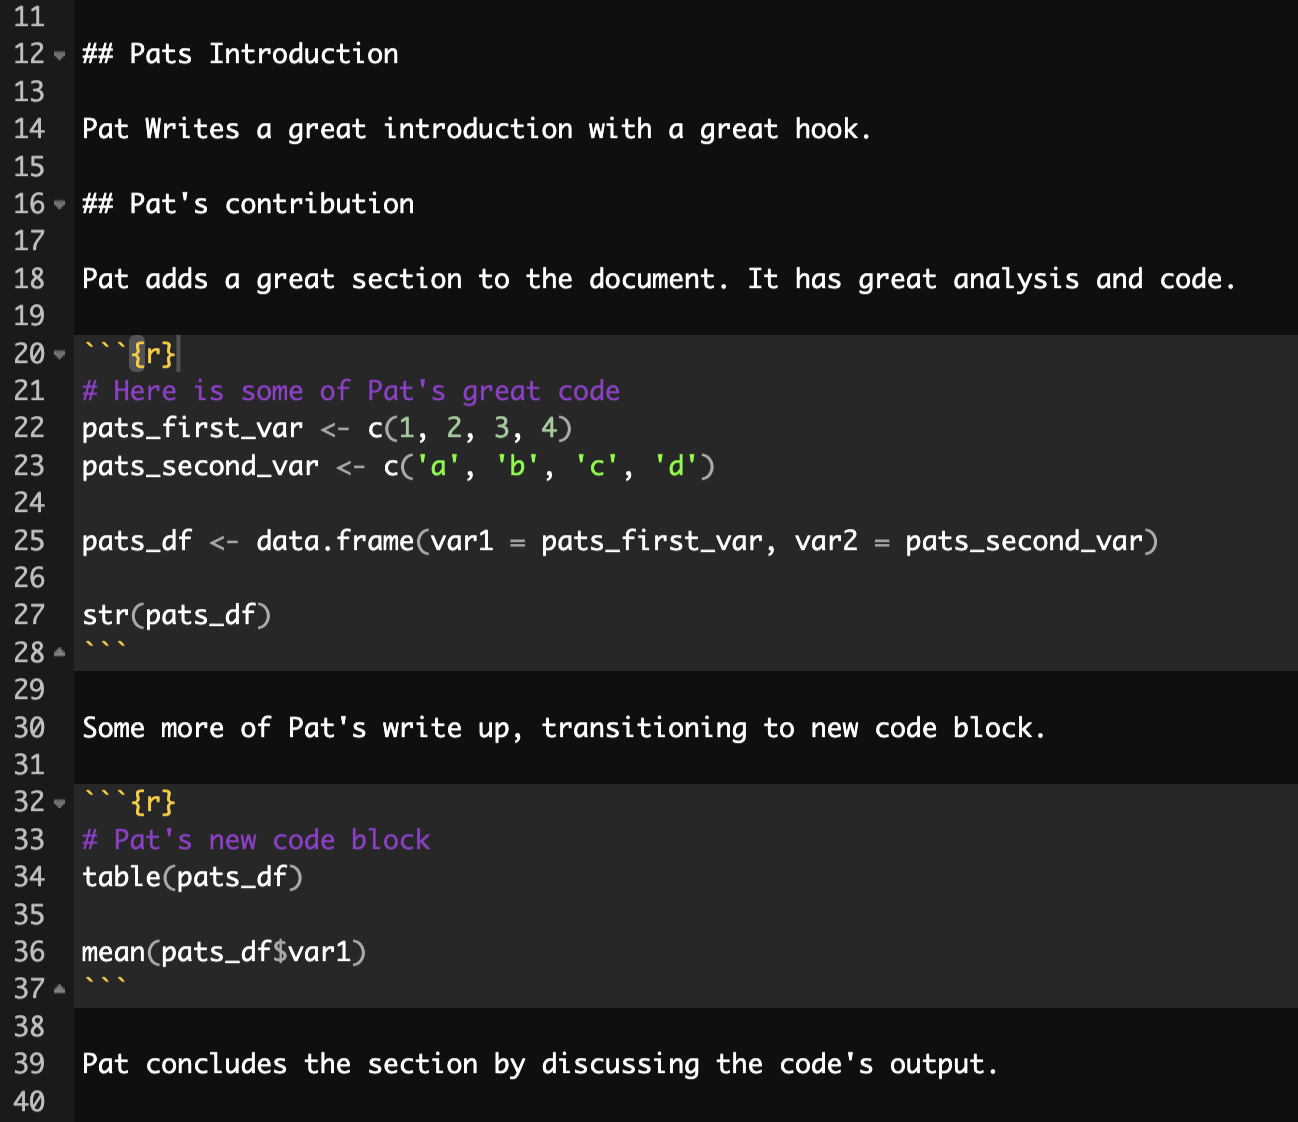 11
12 ## Pats Introduction
13
14 Pat Writes a great introduction with a great hook.
15
16 ## Pat's contribution
17
18 Pat adds a great section to the document. It has great analysis and code.
19
20 ```{r}
21 # Here is some of Pat's great code
22 pats_first_var <- c(1, 2, 3, 4)
23 pats_second_var <- c('a', 'b', 'c', 'd')
24
25 pats_df <- data.frame(var1 = pats_first_var, var2 = pats_second_var)
26
27 str(pats_df)
28 ```
29
30 Some more of Pat's write up, transitioning to new code block.
31
32 ```{r}
33 # Pat's new code block
34 table(pats_df)
35
36 mean(pats_df$var1)
37 ```
38
39 Pat concludes the section by discussing the code's output.
40